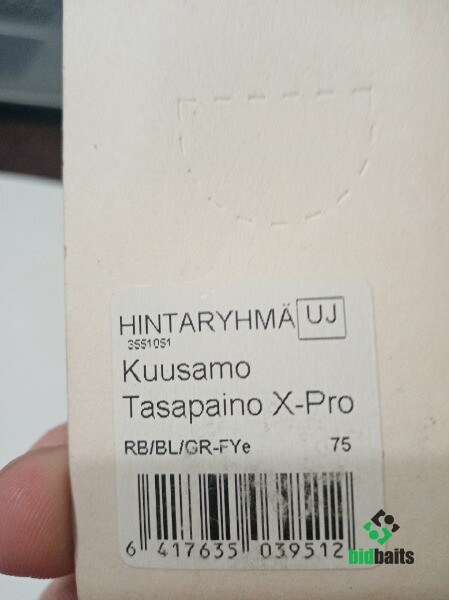 HINTARYHMÄ UJ
3551051
Kuusamo
Tasapaino X-Pro
RB/BL/GR-FYe 75
6 417635 039512
bidbaits